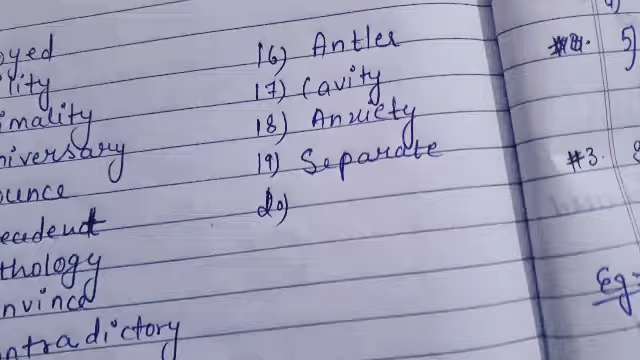 oyed
ility
imality
niversary
ounce
ecedent
thology
nvince
ntradictory
16) Antler
17) Cavity
18) Anxiety
19) Separate
20)
5)
#3.
Eg: